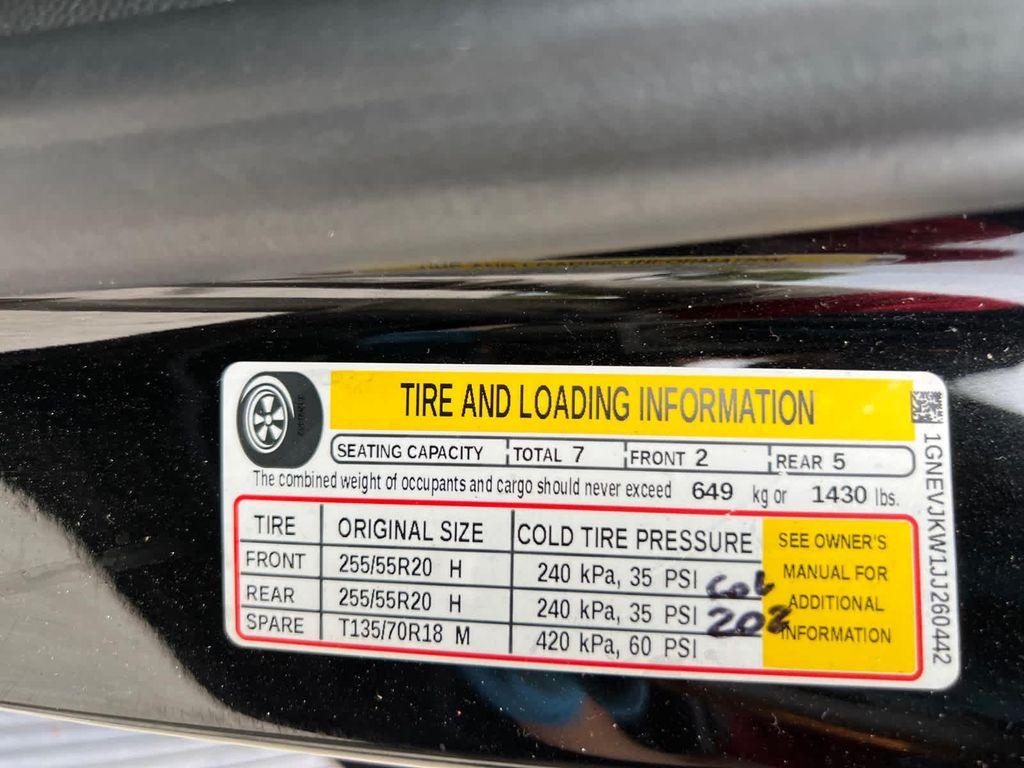 TIRE AND LOADING INFORMATION
SEATING CAPACITY TOTAL 7 FRONT 2 REAR 5
The combined weight of occupants and cargo should never exceed 649 kg or 1430 lbs.
TIRE ORIGINAL SIZE COLD TIRE PRESSURE
FRONT 255/55R20 H 240 kPa, 35 PSI
REAR 255/55R20 H 240 kPa, 35 PSI
SPARE T135/70R18 M 420 kPa, 60 PSI
SEE OWNER'S
MANUAL FOR
ADDITIONAL
INFORMATION
1GNEVJKW1JJ260442